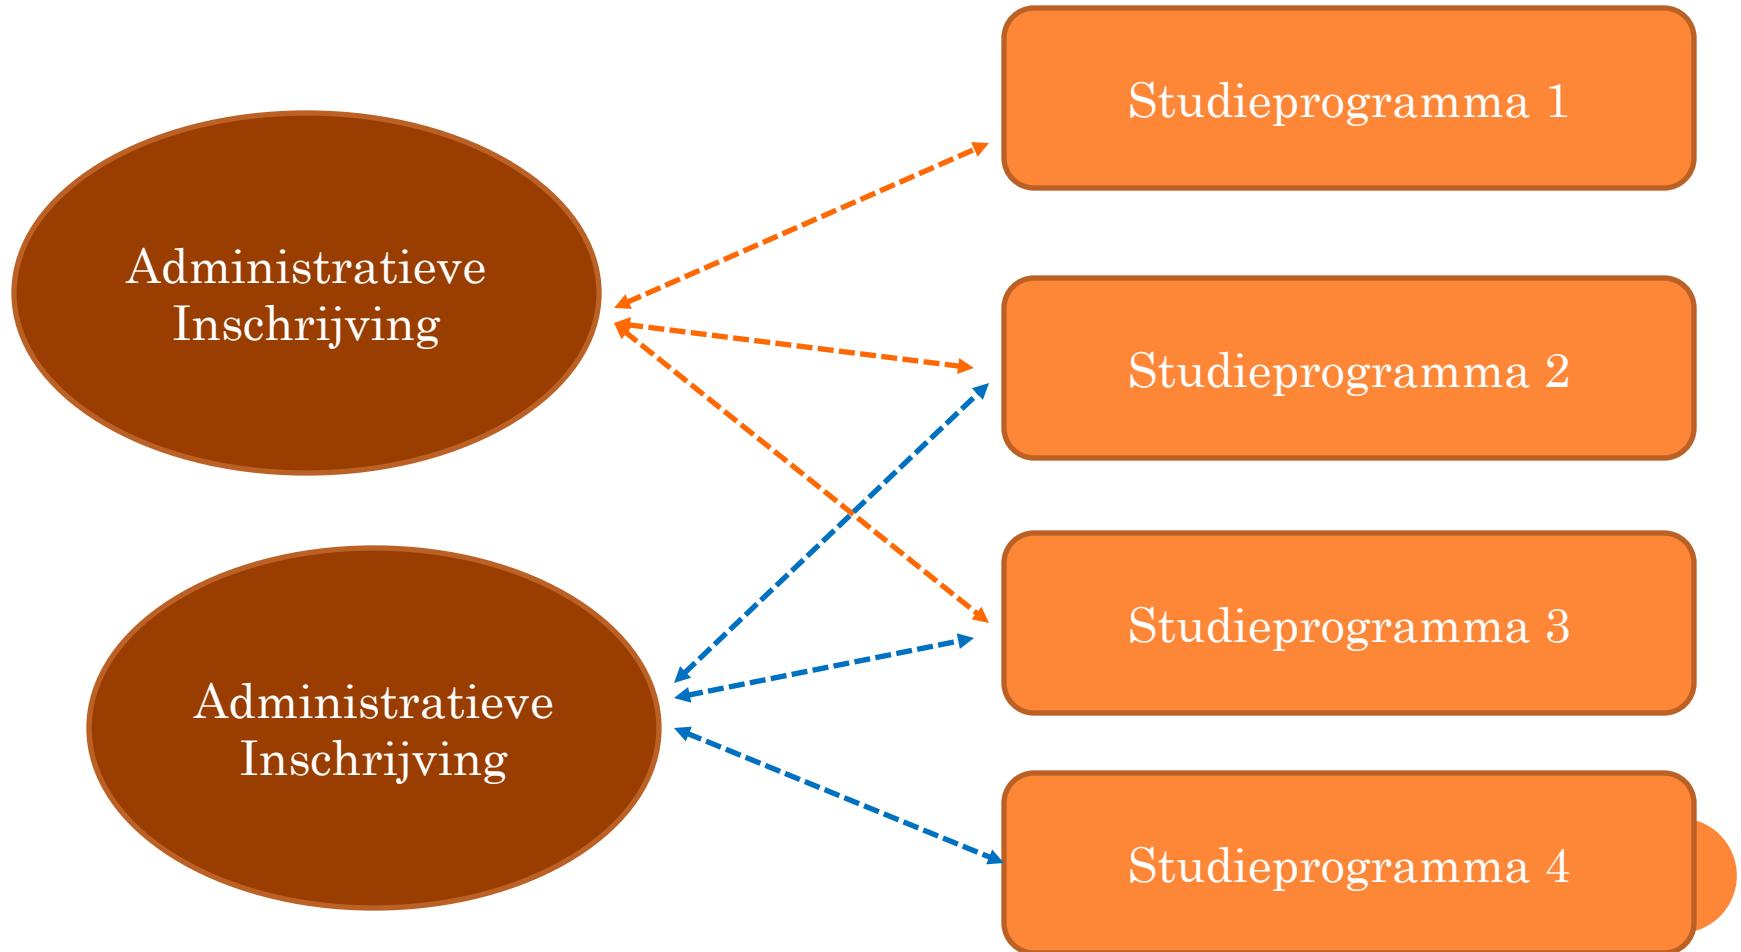 Studieprogramma 1
Administratieve
Inschrijving
Studieprogramma 2
Studieprogramma 3
Administratieve
Inschrijving
Studieprogramma 4